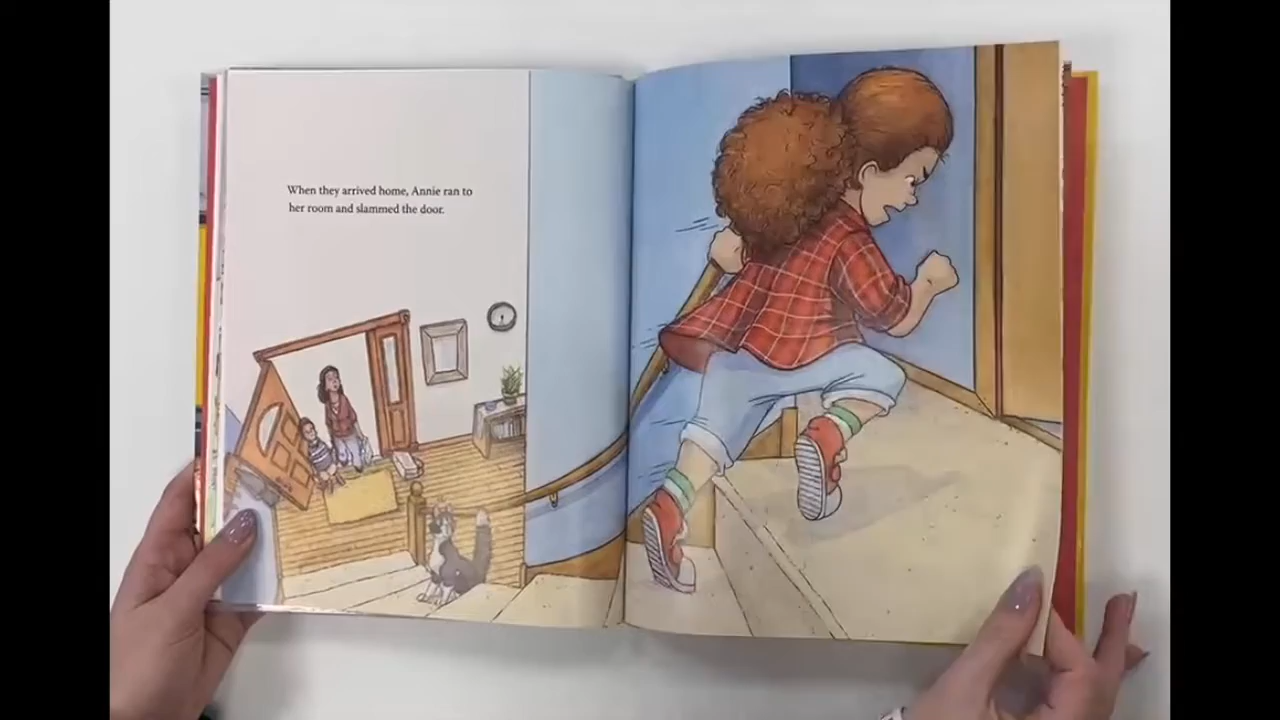 When they arrived home, Annie ran to
her room and slammed the door.